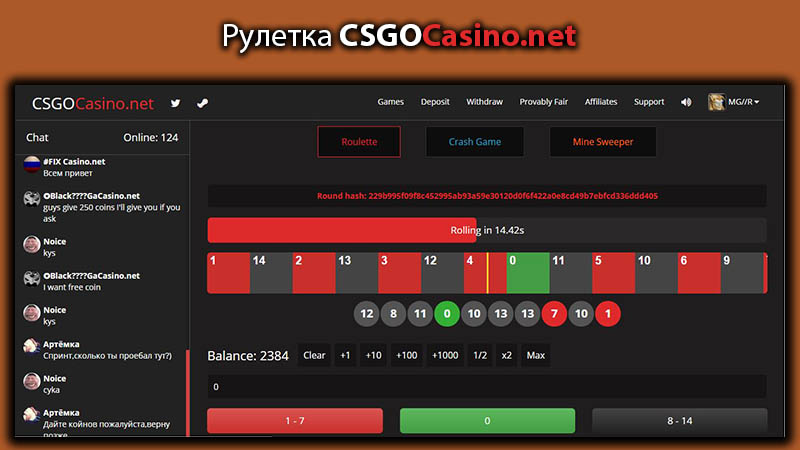 Рулетка CSGOCasino.net
CSGOCasino.net
Games Deposit Withdraw Provably Fair Affiliates Support MG//R
Chat Online: 124
#FIX Casino.net
Всем привет
✪Black????GaCasino.net
guys give 250 coins I'll give you if you
ask
Noice
kys
✪Black????GaCasino.net
I want free coin
Noice
kys
Артёмка
Спринт,сколько ты проебал тут?)
Noice
сука
Артёмка
Дайте койнов пожалуйста,верну
позже
Roulette Crash Game Mine Sweeper
Round hash: 229b995f09f8c452995ab93a59e30120d0f6f422a0e8cd49b7ebfcd336ddd405
Rolling in 14.42s
1 14 2 13 3 12 4 0 11 5 10 6 9
12 8 11 0 10 13 13 7 10 1
Balance: 2384 Clear +1 +10 +100 +1000 1/2 x2 Max
0
1 - 7 0 8 - 14